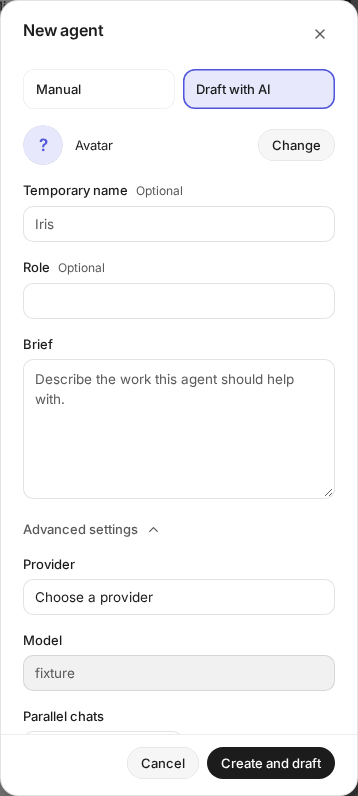 New agent
Manual
Draft with AI
?
Avatar
Change
Temporary name Optional
Iris
Role Optional
Brief
Describe the work this agent should help
with.
Advanced settings
Provider
Choose a provider
Model
fixture
Parallel chats
Cancel
Create and draft